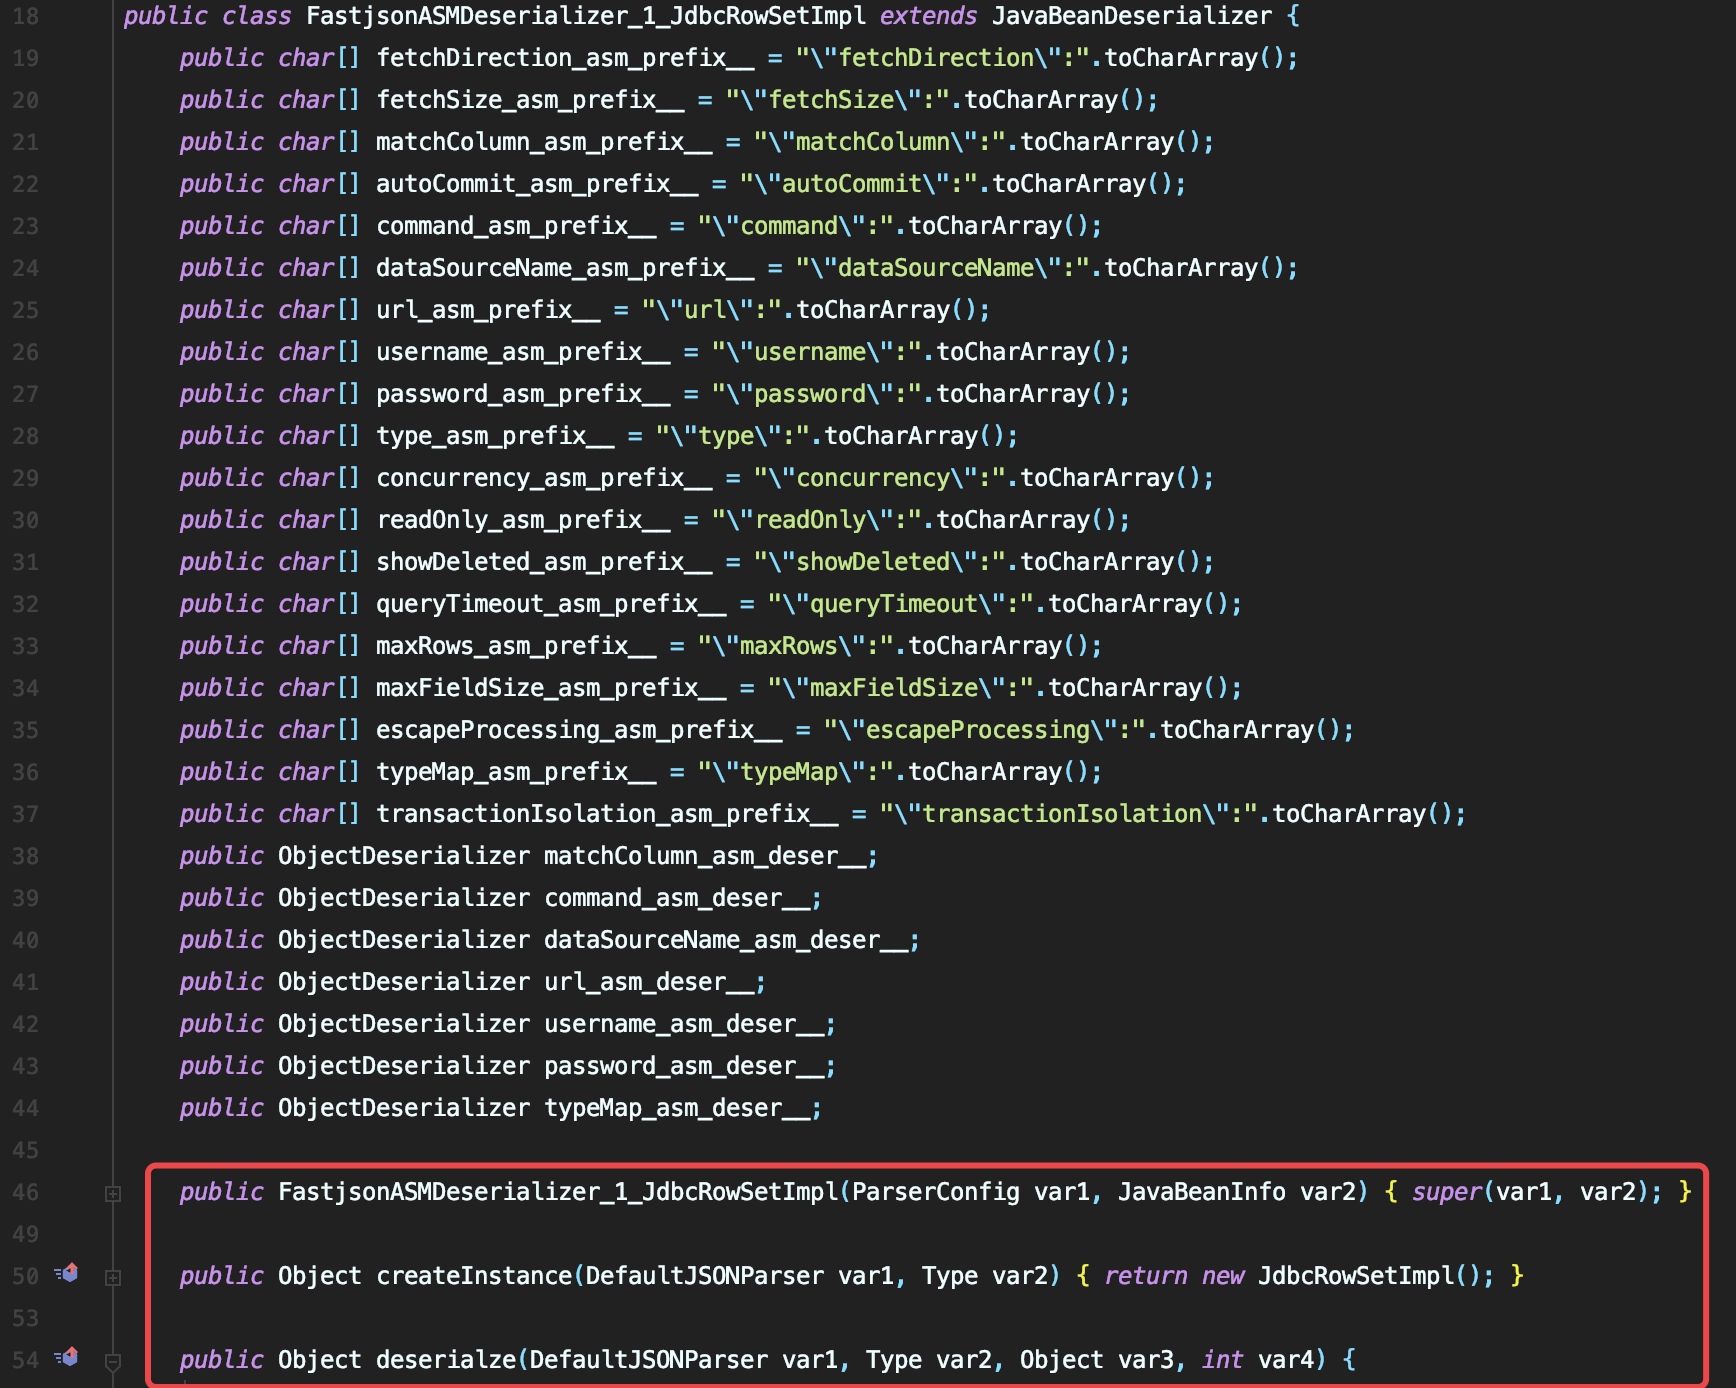 18 public class FastjsonASMDeserializer_1_JdbcRowSetImpl extends JavaBeanDeserializer {
19 public char[] fetchDirection_asm_prefix__ = "\"fetchDirection\":".toCharArray();
20 public char[] fetchSize_asm_prefix__ = "\"fetchSize\":".toCharArray();
21 public char[] matchColumn_asm_prefix__ = "\"matchColumn\":".toCharArray();
22 public char[] autoCommit_asm_prefix__ = "\"autoCommit\":".toCharArray();
23 public char[] command_asm_prefix__ = "\"command\":".toCharArray();
24 public char[] dataSourceName_asm_prefix__ = "\"dataSourceName\":".toCharArray();
25 public char[] url_asm_prefix__ = "\"url\":".toCharArray();
26 public char[] username_asm_prefix__ = "\"username\":".toCharArray();
27 public char[] password_asm_prefix__ = "\"password\":".toCharArray();
28 public char[] type_asm_prefix__ = "\"type\":".toCharArray();
29 public char[] concurrency_asm_prefix__ = "\"concurrency\":".toCharArray();
30 public char[] readOnly_asm_prefix__ = "\"readOnly\":".toCharArray();
31 public char[] showDeleted_asm_prefix__ = "\"showDeleted\":".toCharArray();
32 public char[] queryTimeout_asm_prefix__ = "\"queryTimeout\":".toCharArray();
33 public char[] maxRows_asm_prefix__ = "\"maxRows\":".toCharArray();
34 public char[] maxFieldSize_asm_prefix__ = "\"maxFieldSize\":".toCharArray();
35 public char[] escapeProcessing_asm_prefix__ = "\"escapeProcessing\":".toCharArray();
36 public char[] typeMap_asm_prefix__ = "\"typeMap\":".toCharArray();
37 public char[] transactionIsolation_asm_prefix__ = "\"transactionIsolation\":".toCharArray();
38 public ObjectDeserializer matchColumn_asm_deser__;
39 public ObjectDeserializer command_asm_deser__;
40 public ObjectDeserializer dataSourceName_asm_deser__;
41 public ObjectDeserializer url_asm_deser__;
42 public ObjectDeserializer username_asm_deser__;
43 public ObjectDeserializer password_asm_deser__;
44 public ObjectDeserializer typeMap_asm_deser__;
45
46 public FastjsonASMDeserializer_1_JdbcRowSetImpl(ParserConfig var1, JavaBeanInfo var2) { super(var1, var2); }
49
50 public Object createInstance(DefaultJSONParser var1, Type var2) { return new JdbcRowSetImpl(); }
53
54 public Object deserialze(DefaultJSONParser var1, Type var2, Object var3, int var4) {